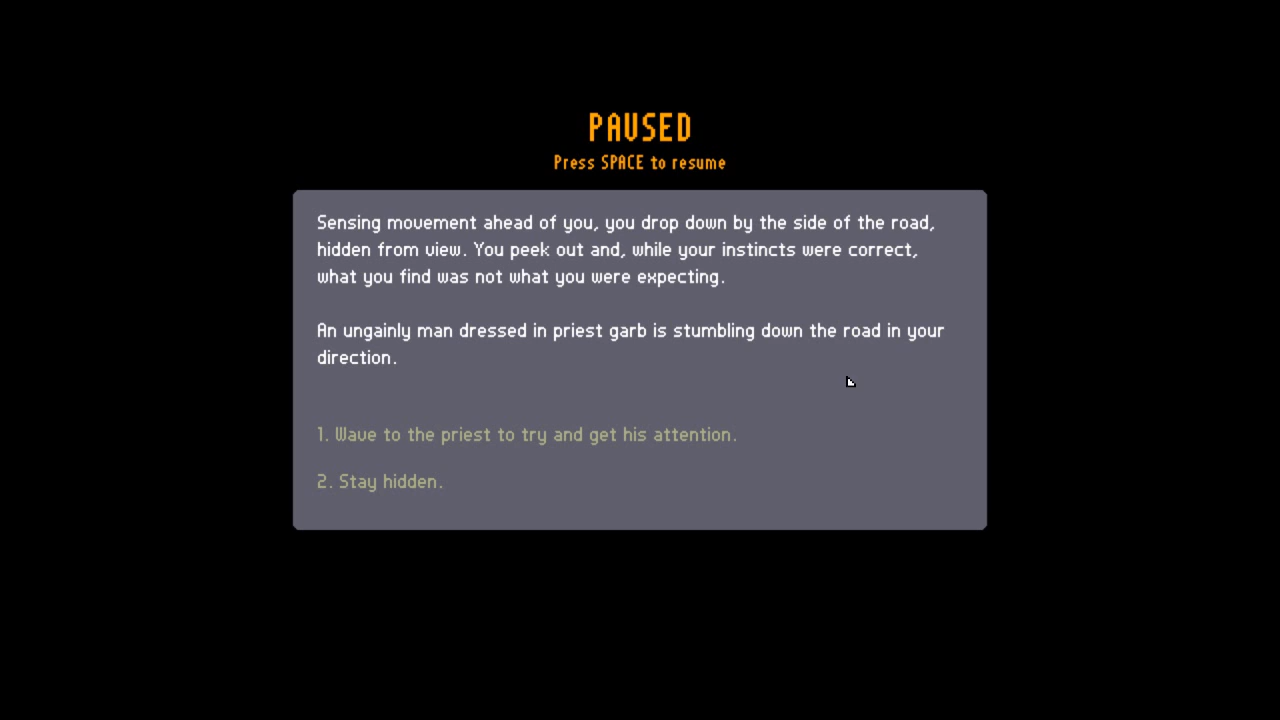 PAUSED
Press SPACE to resume
Sensing movement ahead of you, you drop down by the side of the road,
hidden from view. You peek out and, while your instincts were correct,
what you find was not what you were expecting.
An ungainly man dressed in priest garb is stumbling down the road in your
direction.
1. Wave to the priest to try and get his attention.
2. Stay hidden.